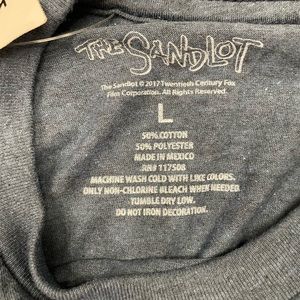 THE SANDLOT
The Sandlot © 2017 Twentieth Century Fox
Film Corporation. All Rights Reserved.
L
50% COTTON
50% POLYESTER
MADE IN MEXICO
RN# 117508
MACHINE WASH COLD WITH LIKE COLORS.
ONLY NON-CHLORINE BLEACH WHEN NEEDED.
TUMBLE DRY LOW.
DO NOT IRON DECORATION.